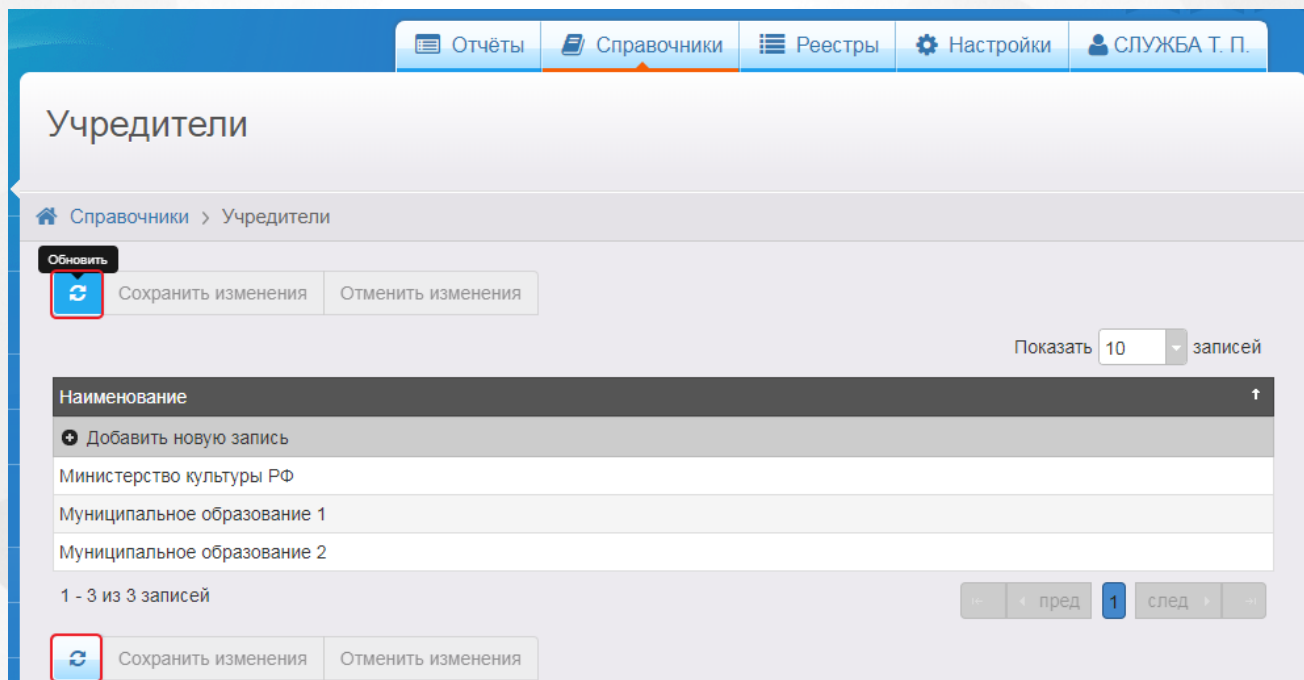 Отчёты Справочники Реестры Настройки СЛУЖБА Т. П.
Учредители
Справочники > Учредители
Обновить
Сохранить изменения Отменить изменения
Показать 10 записей
Наименование
Добавить новую запись
Министерство культуры РФ
Муниципальное образование 1
Муниципальное образование 2
1 - 3 из 3 записей пред 1 след
Сохранить изменения Отменить изменения